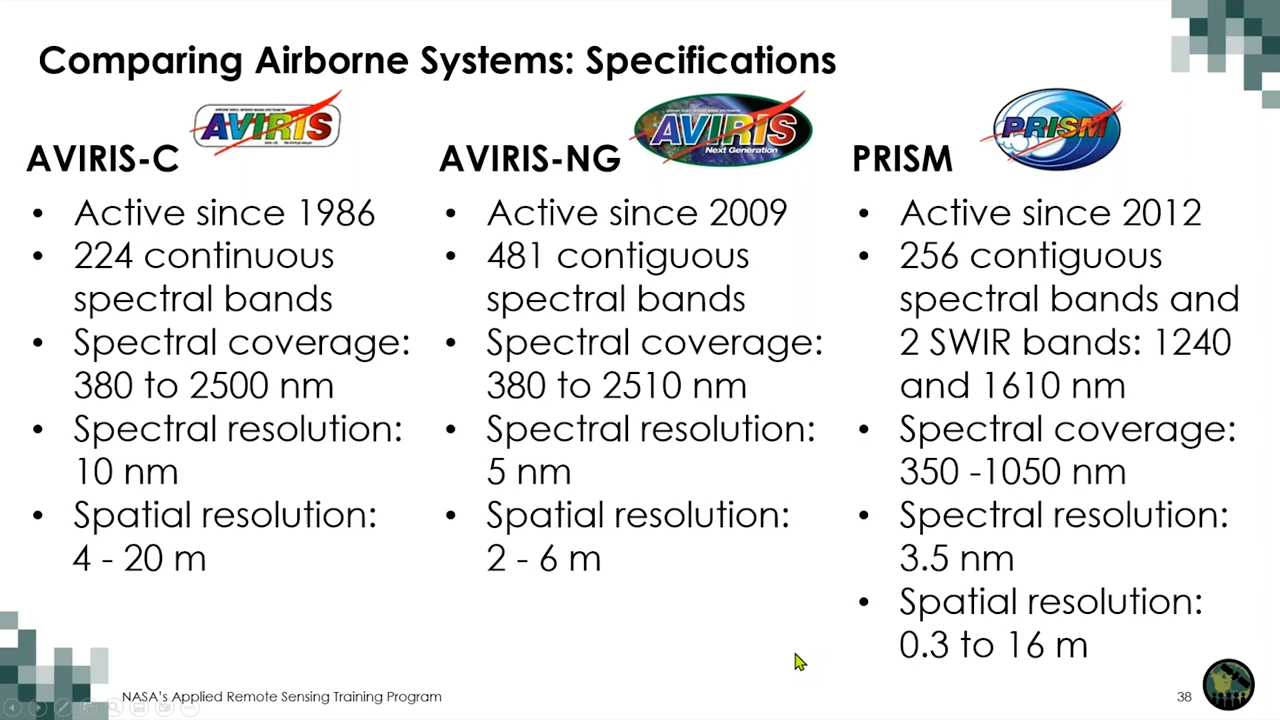 Comparing Airborne Systems: Specifications
AVIRIS
AVIRIS-C
• Active since 1986
• 224 continuous
spectral bands
• Spectral coverage:
380 to 2500 nm
• Spectral resolution:
10 nm
• Spatial resolution:
4 - 20 m
AVIRIS
Next Generation
AVIRIS-NG
• Active since 2009
• 481 contiguous
spectral bands
• Spectral coverage:
380 to 2510 nm
• Spectral resolution:
5 nm
• Spatial resolution:
2 - 6 m
PRISM
PRISM
• Active since 2012
• 256 contiguous
spectral bands and
2 SWIR bands: 1240
and 1610 nm
• Spectral coverage:
350 -1050 nm
• Spectral resolution:
3.5 nm
• Spatial resolution:
0.3 to 16 m
NASA's Applied Remote Sensing Training Program
38